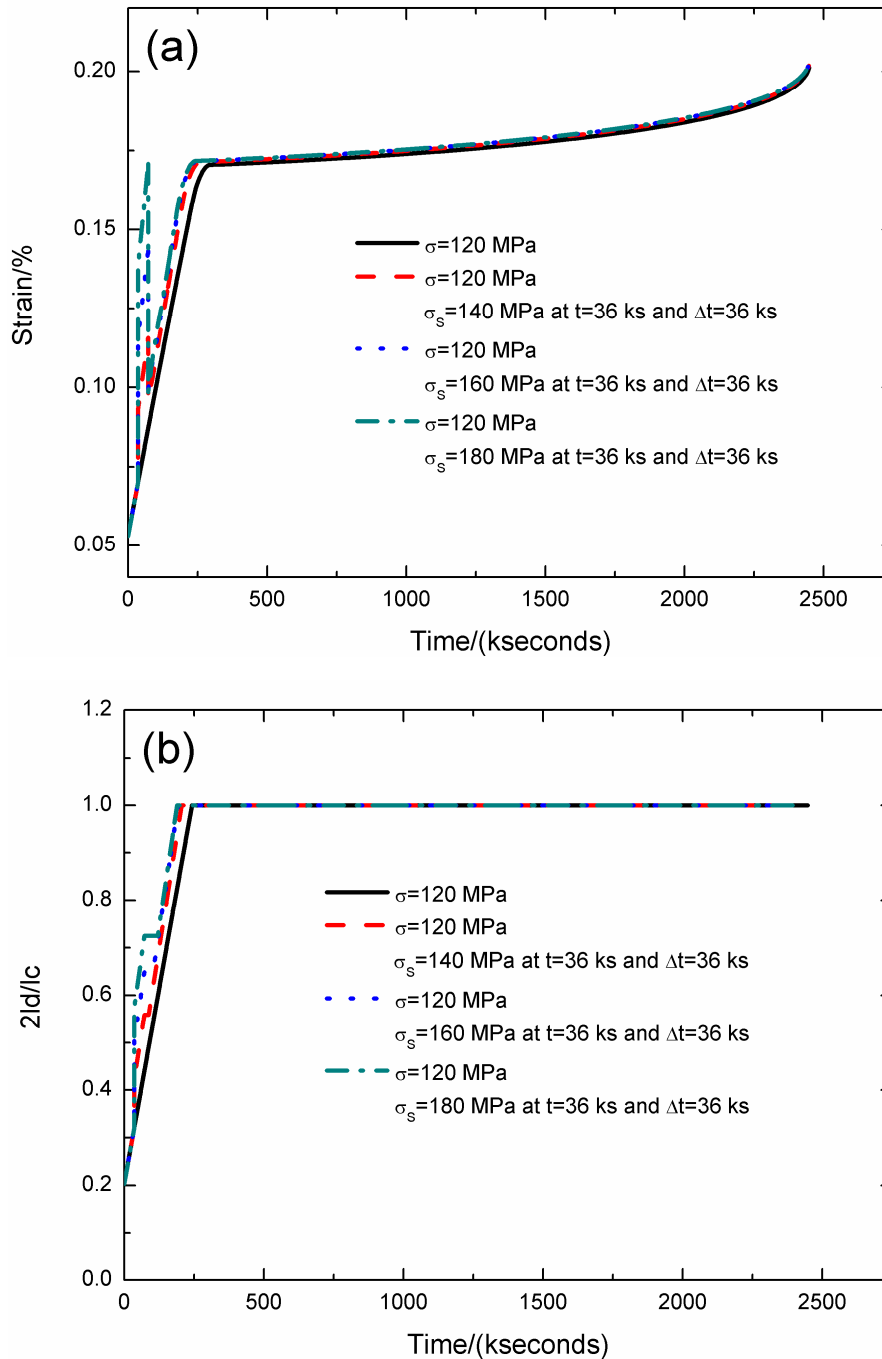 (a)
0.20
0.15
0.10
0.05
Strain/%
σ=120 MPa
σ=120 MPa
σS=140 MPa at t=36 ks and Δt=36 ks
σ=120 MPa
σS=160 MPa at t=36 ks and Δt=36 ks
σ=120 MPa
σS=180 MPa at t=36 ks and Δt=36 ks
0 500 1000 1500 2000 2500
Time/(kseconds)
(b)
1.2
1.0
0.8
0.6
0.4
0.2
0.0
2ld/lc
σ=120 MPa
σ=120 MPa
σS=140 MPa at t=36 ks and Δt=36 ks
σ=120 MPa
σS=160 MPa at t=36 ks and Δt=36 ks
σ=120 MPa
σS=180 MPa at t=36 ks and Δt=36 ks
0 500 1000 1500 2000 2500
Time/(kseconds)